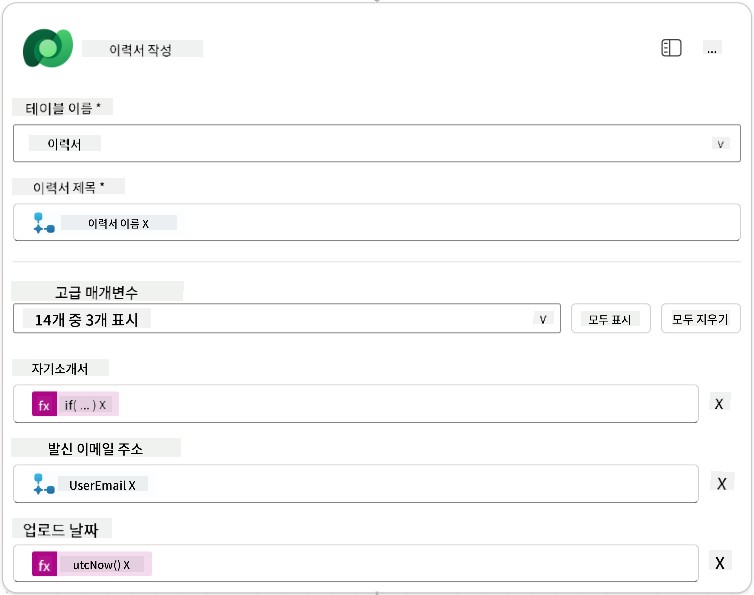 이력서 작성
...
테이블 이름 *
이력서
v
이력서 제목 *
이력서 이름 X
고급 매개변수
14개 중 3개 표시
v
모두 표시
모두 지우기
자기소개서
fx if( ... ) X
X
발신 이메일 주소
UserEmail X
X
업로드 날짜
fx utcNow() X
X